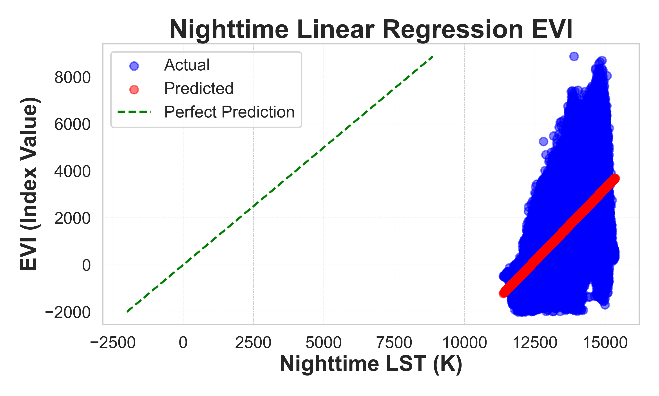 Nighttime Linear Regression EVI
Actual
Predicted
Perfect Prediction
EVI (Index Value)
8000
6000
4000
2000
0
−2000
−2500 0 2500 5000 7500 10000 12500 15000
Nighttime LST (K)